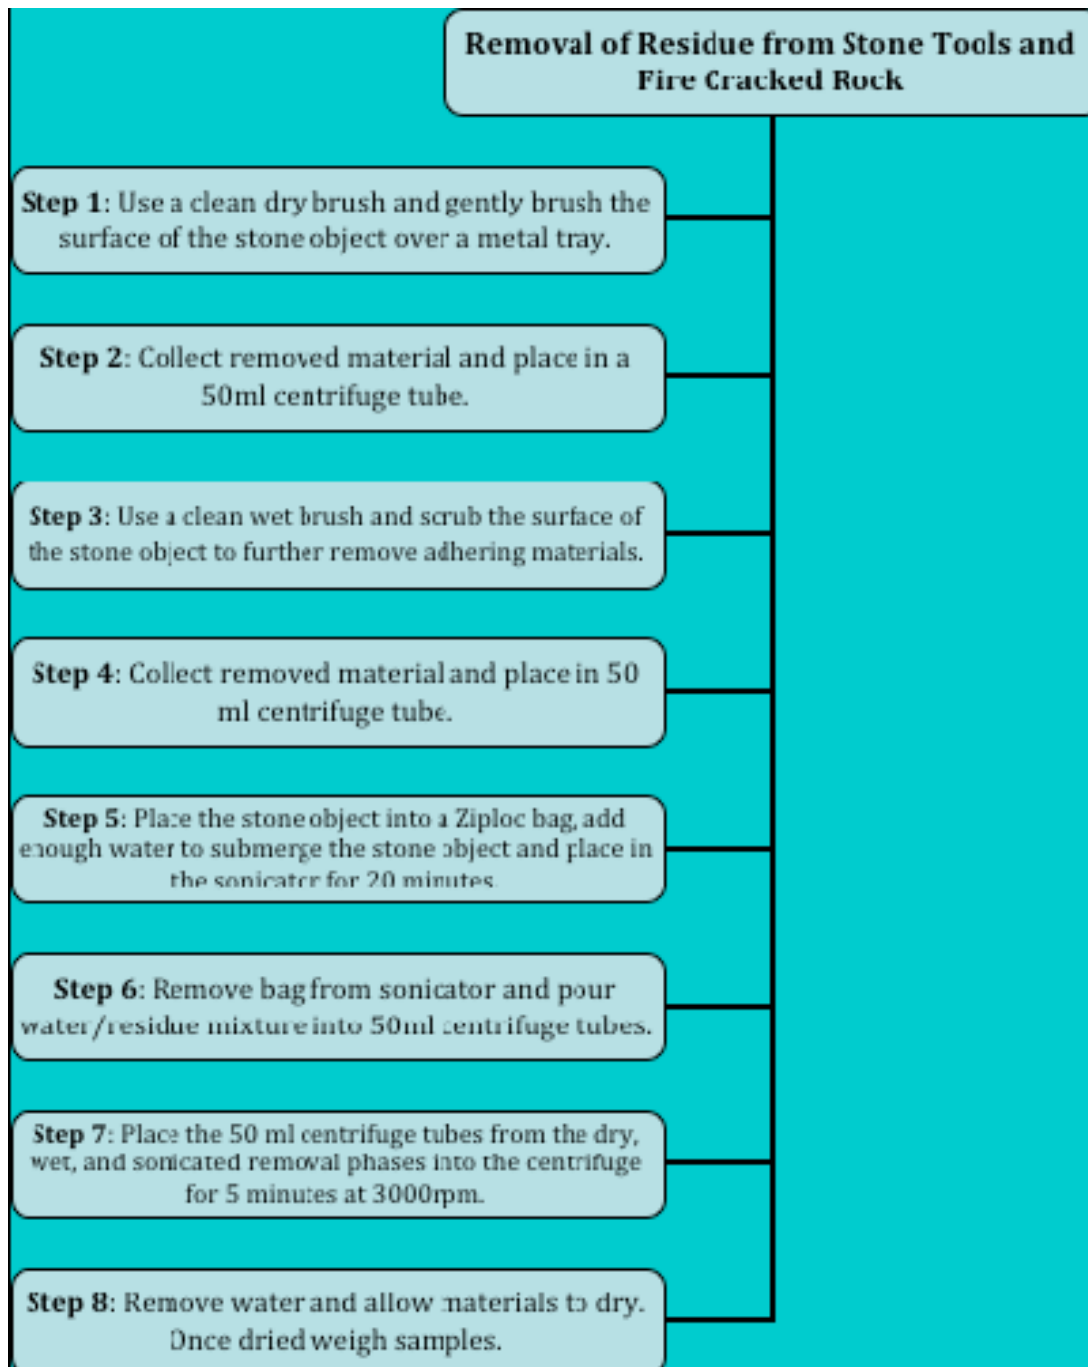 Removal of Residue from Stone Tools and
Fire Cracked Rock
Step 1: Use a clean dry brush and gently brush the
surface of the stone object over a metal tray.
Step 2: Collect removed material and place in a
50ml centrifuge tube.
Step 3: Use a clean wet brush and scrub the surface of
the stone object to further remove adhering materials.
Step 4: Collect removed material and place in 50
ml centrifuge tube.
Step 5: Place the stone object into a Ziploc bag, add
enough water to submerge the stone object and place in
the sonicator for 20 minutes.
Step 6: Remove bag from sonicator and pour
water/residue mixture into 50ml centrifuge tubes.
Step 7: Place the 50 ml centrifuge tubes from the dry,
wet, and sonicated removal phases into the centrifuge
for 5 minutes at 3000rpm.
Step 8: Remove water and allow materials to dry.
Once dried weigh samples.